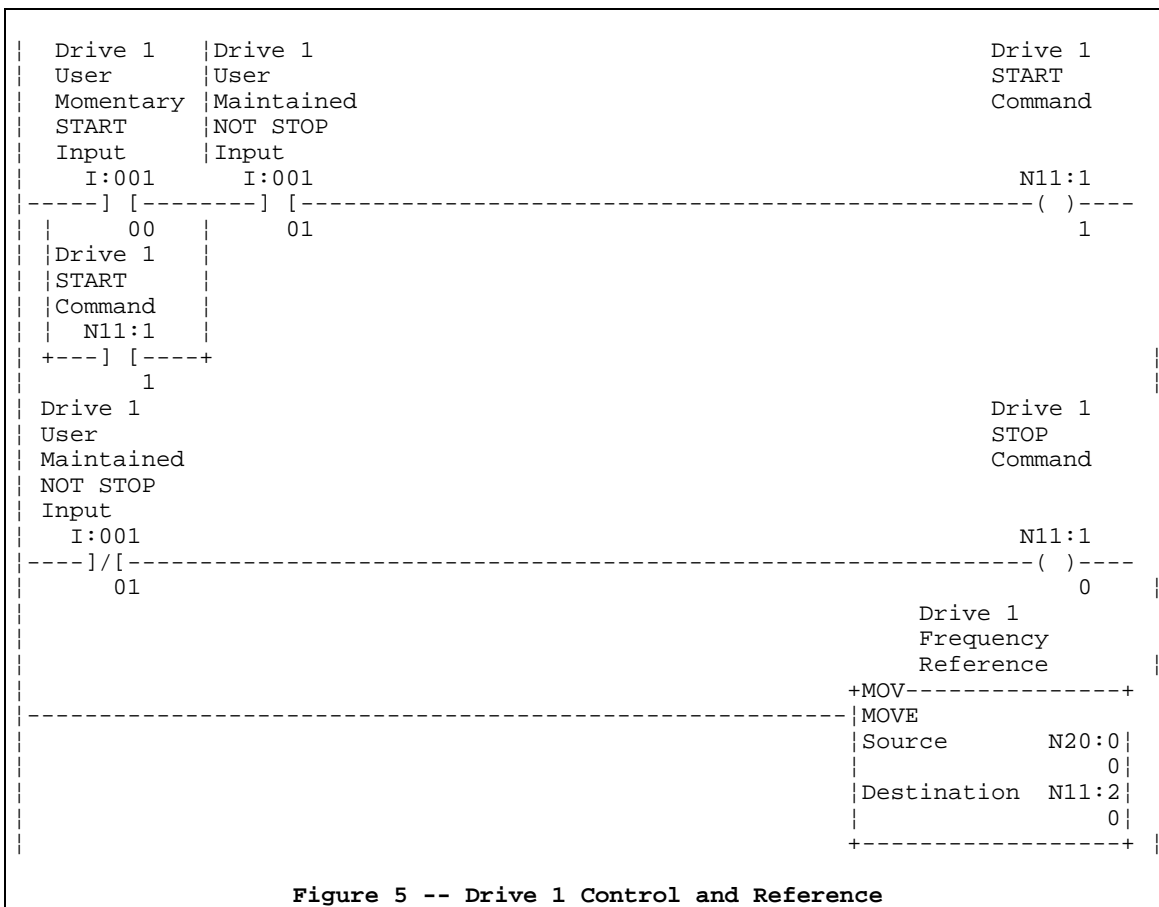 ¦  Drive 1   ¦Drive 1                                               Drive 1
¦  User      ¦User                                                  START
¦  Momentary ¦Maintained                                            Command
¦  START     ¦NOT STOP
¦  Input     ¦Input
¦    I:001      I:001                                                 N11:1
¦-----] [--------] [---------------------------------------------------( )----
¦ ¦     00   ¦     01                                                     1
¦ ¦Drive 1   ¦
¦ ¦START     ¦
¦ ¦Command   ¦
¦ ¦  N11:1   ¦
¦ +---] [----+                                                                  ¦
¦       1                                                                       ¦
¦ Drive 1                                                           Drive 1
¦ User                                                              STOP
¦ Maintained                                                        Command
¦ NOT STOP
¦ Input
¦   I:001                                                             N11:1
¦----]/[---------------------------------------------------------------( )----
¦      01                                                                  0    ¦
¦                                                              Drive 1
¦                                                              Frequency
¦                                                              Reference       ¦
¦                                                         +MOV---------------+
¦---------------------------------------------------------¦MOVE
¦                                                         ¦Source       N20:0¦
¦                                                         ¦                 0¦
¦                                                         ¦Destination  N11:2¦
¦                                                         ¦                 0¦
¦                                                         +------------------+ ¦
Figure 5 -- Drive 1 Control and Reference